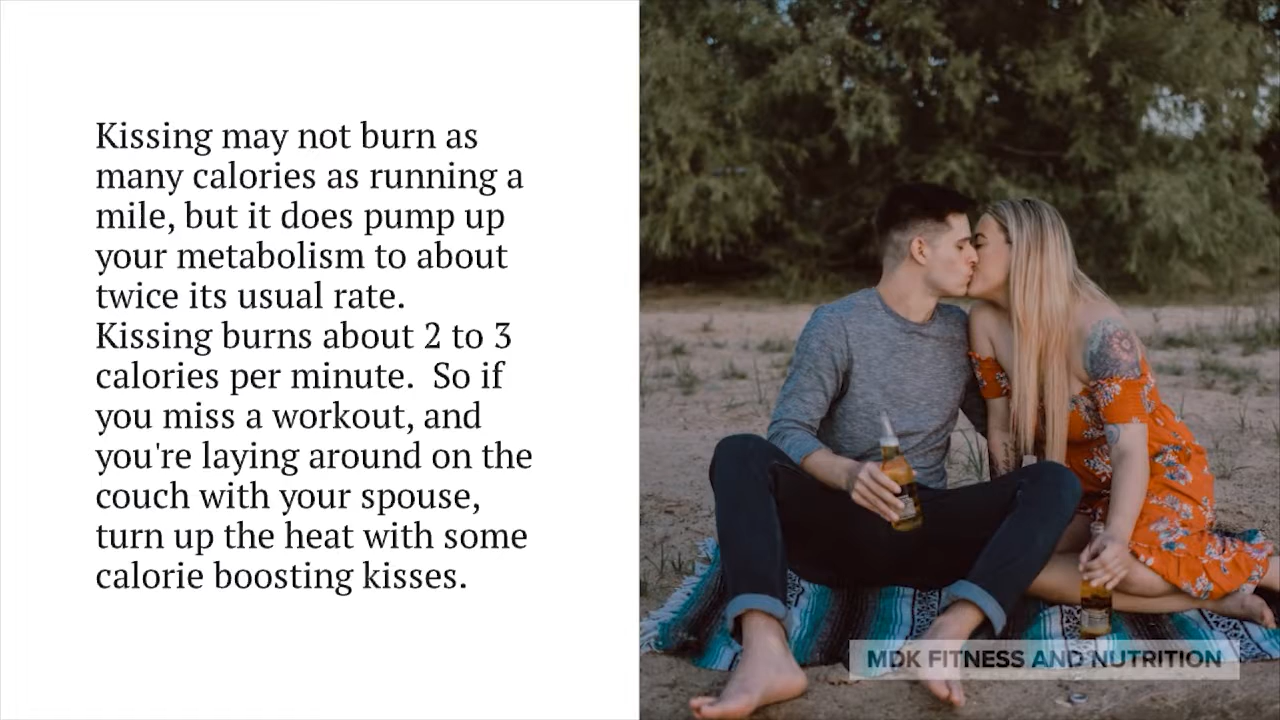 Kissing may not burn as
many calories as running a
mile, but it does pump up
your metabolism to about
twice its usual rate.
Kissing burns about 2 to 3
calories per minute.  So if
you miss a workout, and
you're laying around on the
couch with your spouse,
turn up the heat with some
calorie boosting kisses.
MDK FITNESS AND NUTRITION